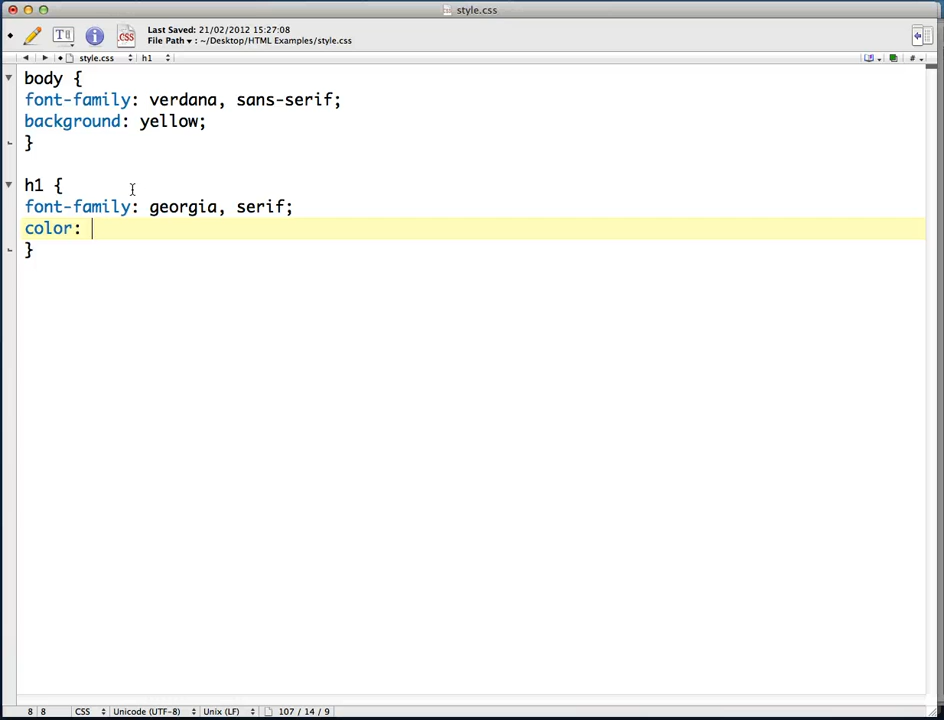 style.css
Last Saved: 21/02/2012 15:27:08
File Path ▾ : ~/Desktop/HTML Examples/style.css
style.css h1 #
body {
font-family: verdana, sans-serif;
background: yellow;
}
h1 {
font-family: georgia, serif;
color:
}
8 8 CSS Unicode (UTF-8) Unix (LF) 107 / 14 / 9